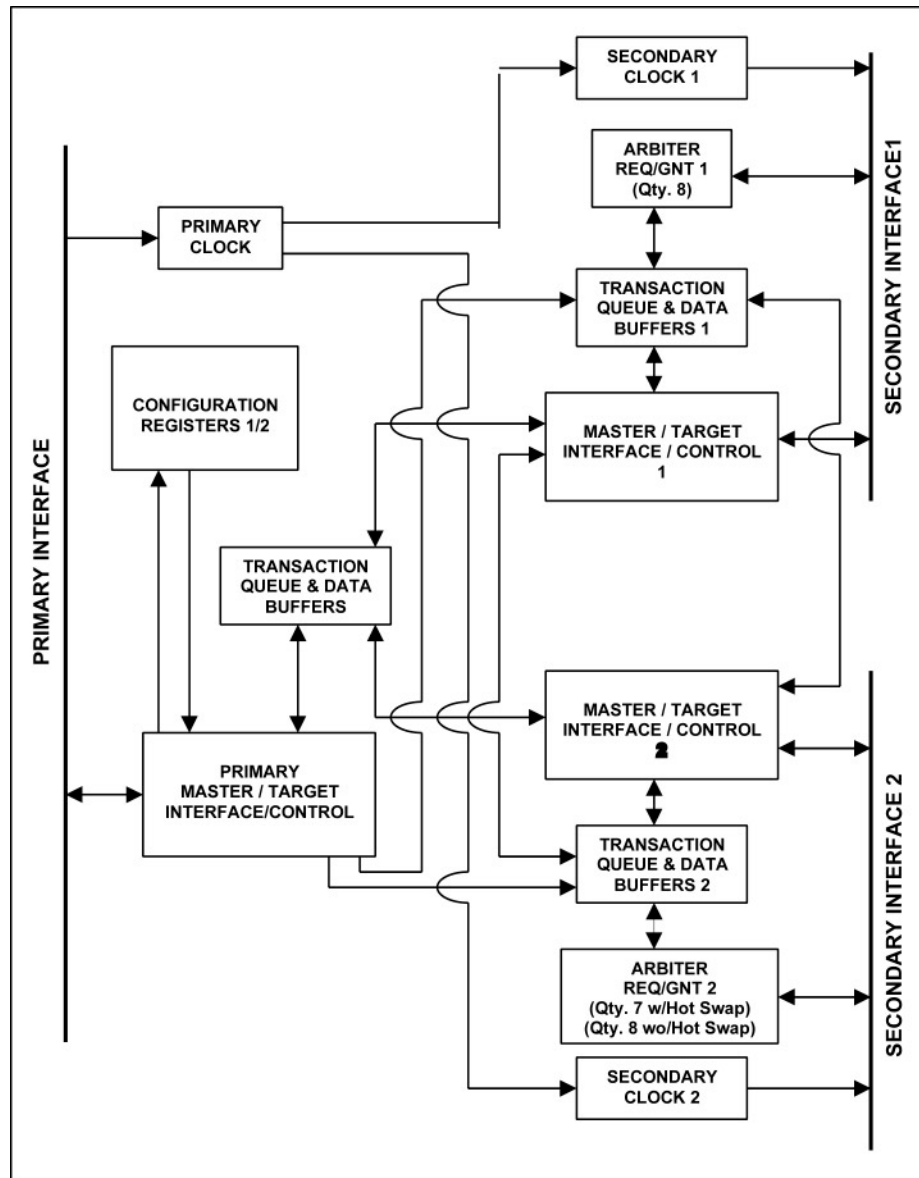 SECONDARY
CLOCK 1
ARBITER
REQ/GNT 1
(Qty. 8)
PRIMARY
CLOCK
TRANSACTION
QUEUE & DATA
BUFFERS 1
SECONDARY INTERFACE1
CONFIGURATION
REGISTERS 1/2
MASTER / TARGET
INTERFACE / CONTROL
1
PRIMARY INTERFACE
TRANSACTION
QUEUE & DATA
BUFFERS
MASTER / TARGET
INTERFACE / CONTROL
2
PRIMARY
MASTER / TARGET
INTERFACE/CONTROL
TRANSACTION
QUEUE & DATA
BUFFERS 2
SECONDARY INTERFACE 2
ARBITER
REQ/GNT 2
(Qty. 7 w/Hot Swap)
(Qty. 8 wo/Hot Swap)
SECONDARY
CLOCK 2